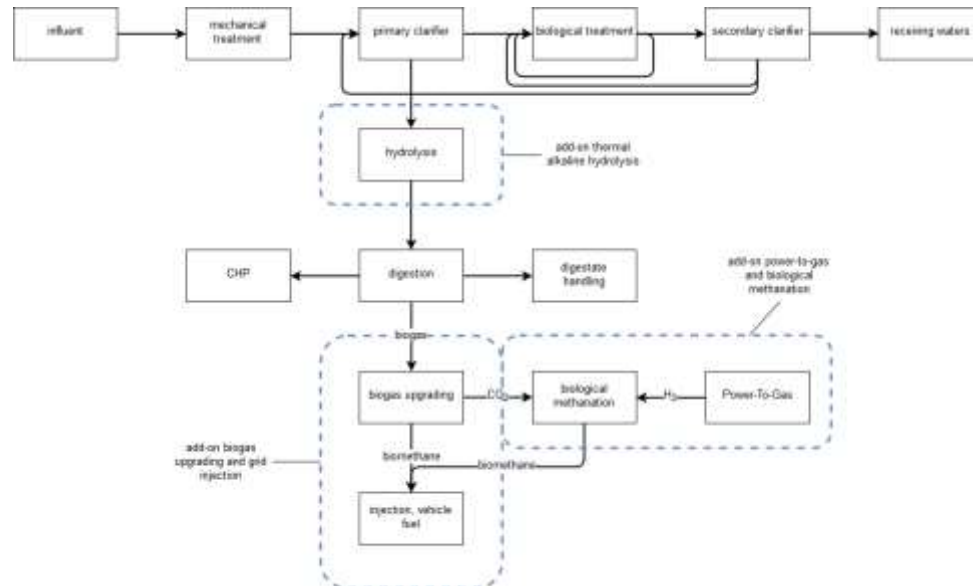 influent
mechanical
treatment
primary clarifier
biological treatment
secondary clarifier
receiving waters
hydrolysis
add-on thermal
alkaline hydrolysis
CHP
digestion
digestate
handling
add-on power-to-gas
and biological
methanation
biogas
biogas upgrading
CO2
biological
methanation
H2
Power-To-Gas
add-on biogas
upgrading and grid
injection
biomethane
biomethane
injection, vehicle
fuel